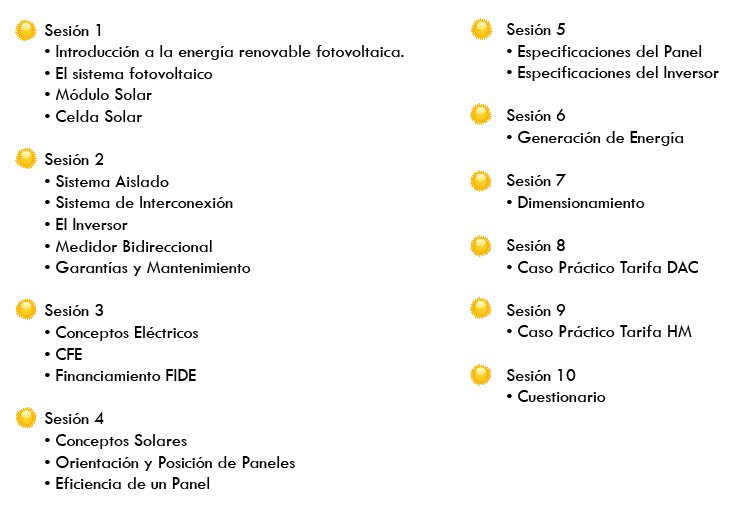 Sesión 1
• Introducción a la energía renovable fotovoltaica.
• El sistema fotovoltaico
• Módulo Solar
• Celda Solar
Sesión 2
• Sistema Aislado
• Sistema de Interconexión
• El Inversor
• Medidor Bidireccional
• Garantías y Mantenimiento
Sesión 3
• Conceptos Eléctricos
• CFE
• Financiamiento FIDE
Sesión 4
• Conceptos Solares
• Orientación y Posición de Paneles
• Eficiencia de un Panel
Sesión 5
• Especificaciones del Panel
• Especificaciones del Inversor
Sesión 6
• Generación de Energía
Sesión 7
• Dimensionamiento
Sesión 8
• Caso Práctico Tarifa DAC
Sesión 9
• Caso Práctico Tarifa HM
Sesión 10
• Cuestionario